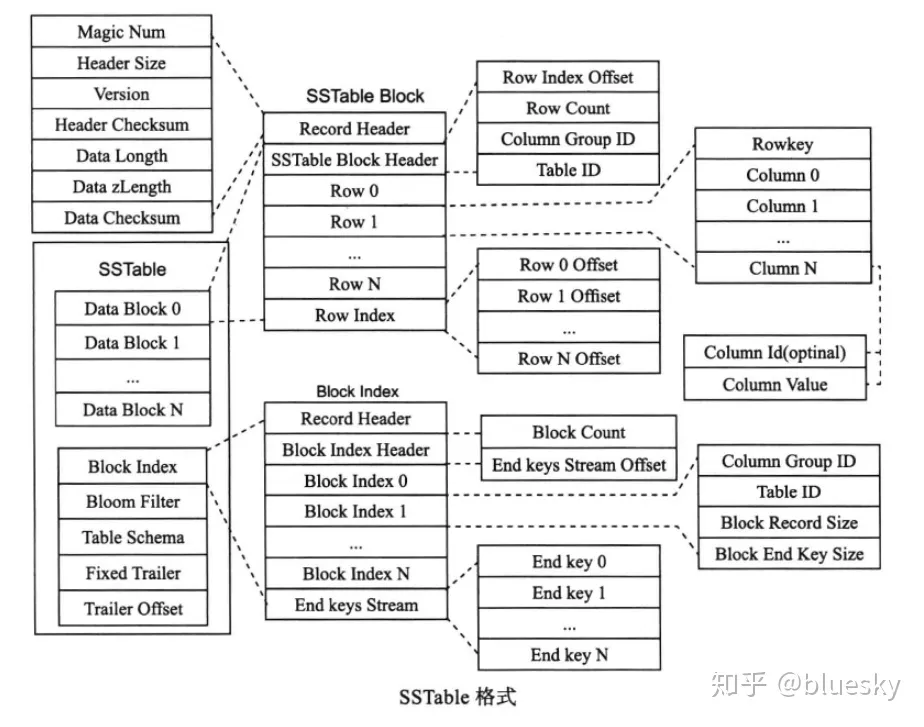 Magic Num
Header Size
Version
Header Checksum
Data Longth
Data zLength
Data Checksum
SSTable
Data Block 0
Data Block 1
...
Data Block N
Block Index
Bloom Filter
Table Schema
Fixed Trailer
Trailer Offset
SSTable Block
Record Header
SSTable Block Header
Row 0
Row 1
...
Row N
Row Index
Row Index Offset
Row Count
Column Group ID
Table ID
Rowkey
Column 0
Column 1
...
Clumn N
Row 0 Offset
Row 1 Offiset
...
Row N Offset
Column Id(optinal)
Column Value
Block Index
Record Header
Block Index Header
Block Index 0
Block Index 1
...
Block Index N
End keys Stream
Block Count
End keys Stream Offset
Column Group ID
Table ID
Block Record Size
Block End Key Size
End key 0
End key 1
...
End key N
SSTable 格式
知乎 @bluesky